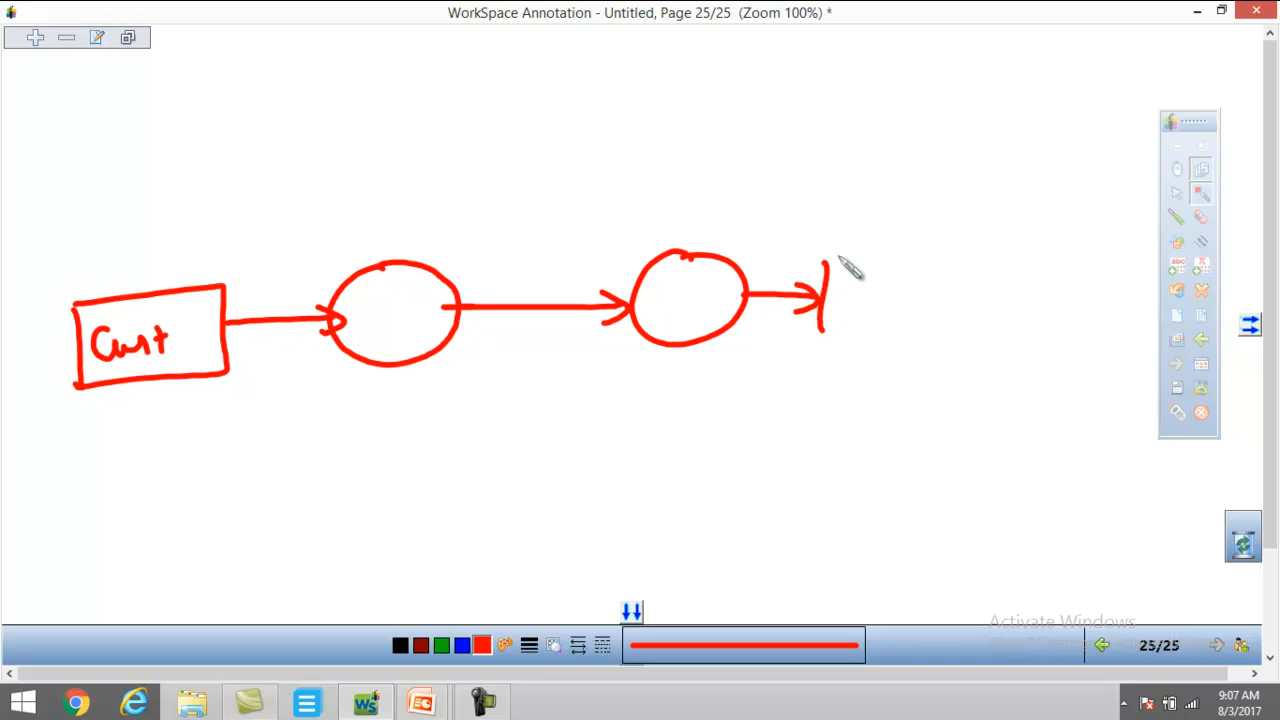 WorkSpace Annotation - Untitled, Page 25/25 (Zoom 100%) *
Cust
abc
π
Activate Windows
25/25
9:07 AM
8/3/2017